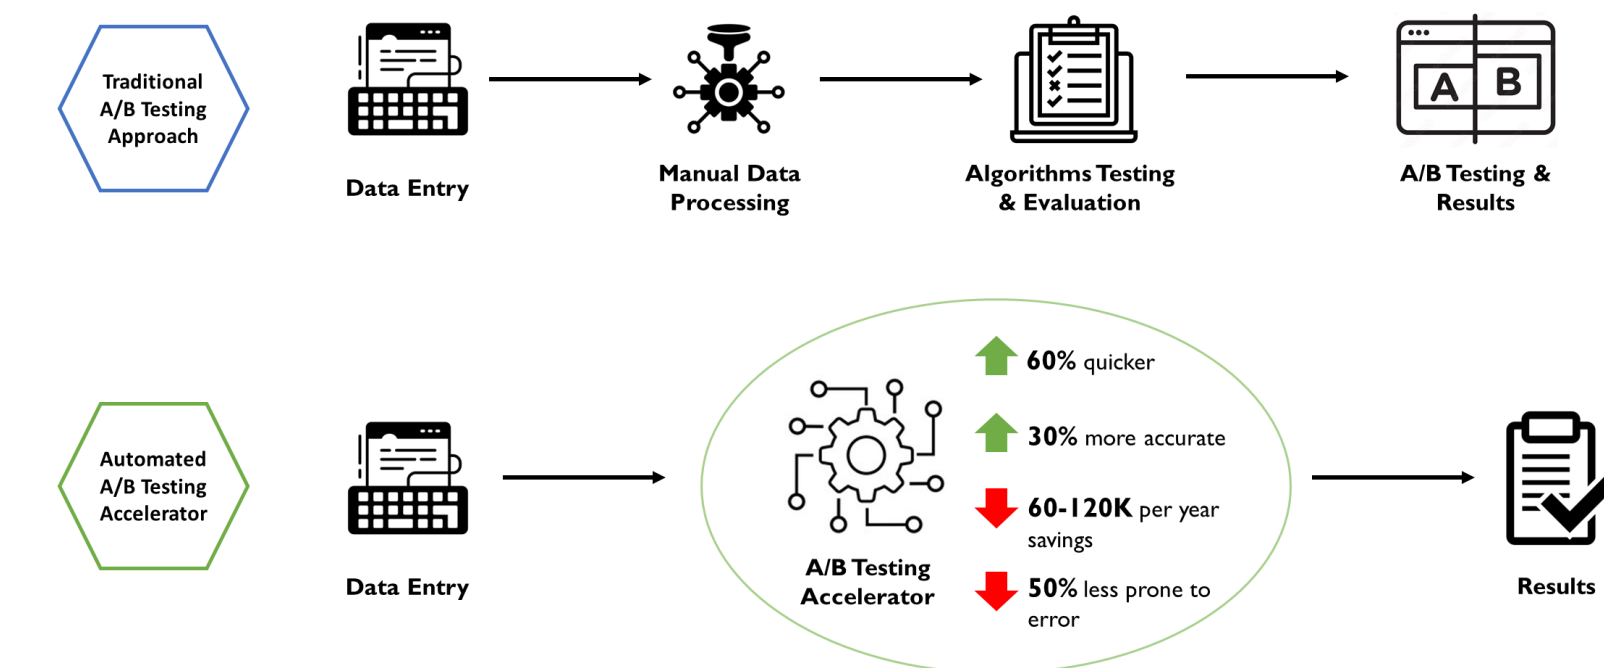 Traditional
A/B Testing
Approach
Data Entry
Manual Data
Processing
Algorithms Testing
& Evaluation
A B
A/B Testing &
Results
Automated
A/B Testing
Accelerator
Data Entry
A/B Testing
Accelerator
60% quicker
30% more accurate
60-120K per year
savings
50% less prone to
error
Results